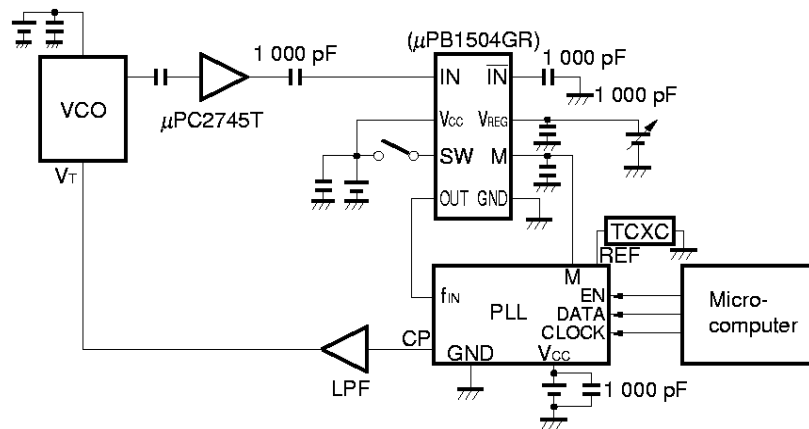 (µPB1504GR)
1 000 pF
1 000 pF
IN
IN
1 000 pF
VCO
µPC2745T
VCC
VREG
SW
M
VT
OUT
GND
TCXC
REF
M
fIN
PLL
EN
DATA
CLOCK
Micro-
computer
CP
GND
VCC
LPF
1 000 pF